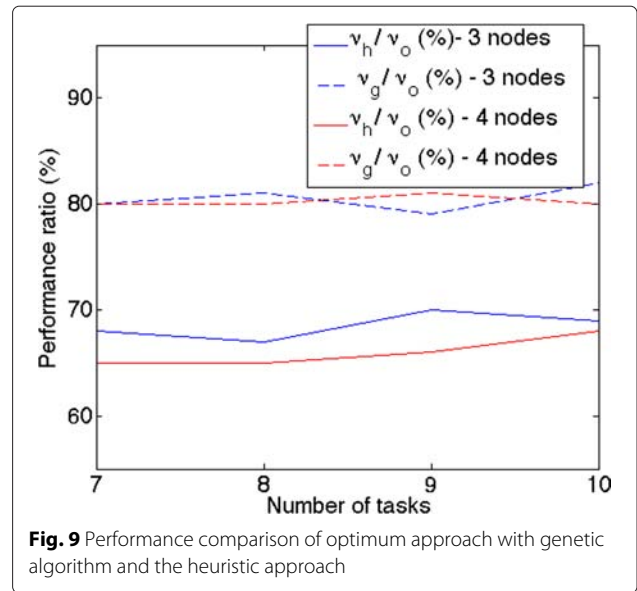 ν_h/ ν_o (%)- 3 nodes
ν_g/ ν_o (%) - 3 nodes
ν_h/ ν_o (%) - 4 nodes
ν_g/ ν_o (%) - 4 nodes
Performance ratio (%)
90
80
70
60
7 8 9 10
Number of tasks
Fig. 9 Performance comparison of optimum approach with genetic
algorithm and the heuristic approach